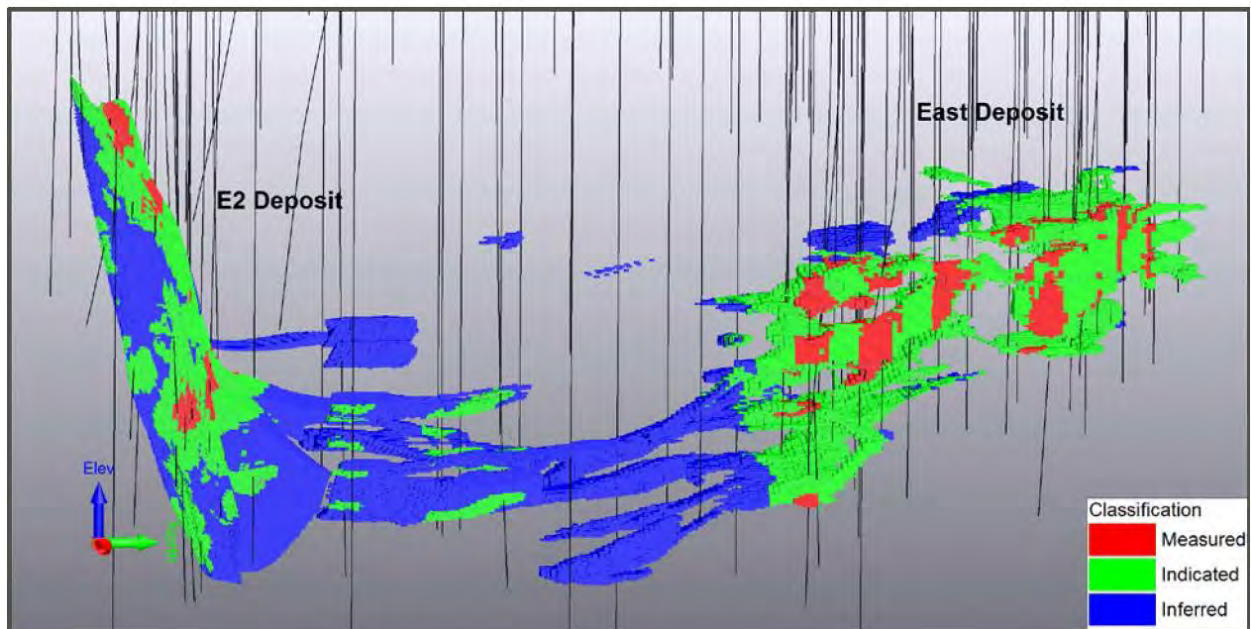 East Deposit
E2 Deposit
Elev
Classification
Measured
Indicated
Inferred